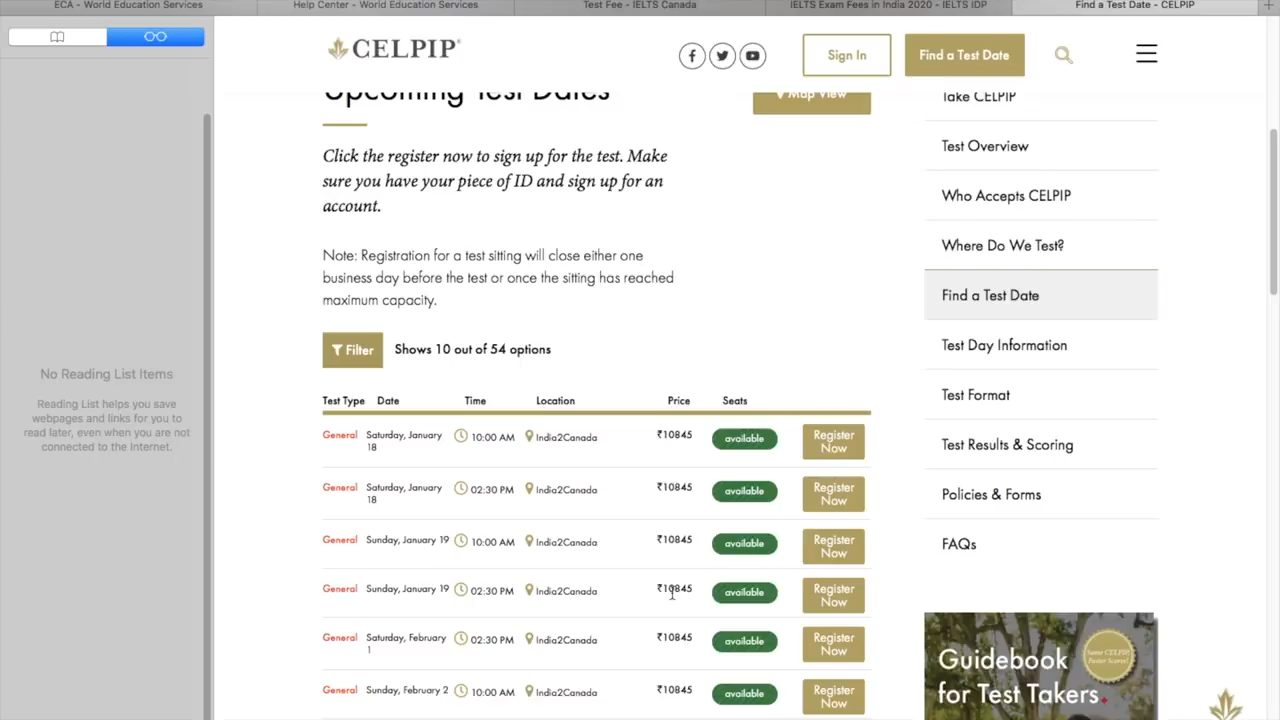 ECA - World Education Services
Help Center - World Education Services
Test Fee - IELTS Canada
IELTS Exam Fees in India 2020 - IELTS IDP
Find a Test Date - CELPIP
CELPIP
Sign In
Find a Test Date
Upcoming Test Dates
Map View
Click the register now to sign up for the test. Make
sure you have your piece of ID and sign up for an
account.
Note: Registration for a test sitting will close either one
business day before the test or once the sitting has reached
maximum capacity.
Filter
Shows 10 out of 54 options
Test Type Date Time Location Price Seats
General Saturday, January 18 10:00 AM India2Canada ₹10845 available Register Now
General Saturday, January 18 02:30 PM India2Canada ₹10845 available Register Now
General Sunday, January 19 10:00 AM India2Canada ₹10845 available Register Now
General Sunday, January 19 02:30 PM India2Canada ₹10845 available Register Now
General Saturday, February 1 02:30 PM India2Canada ₹10845 available Register Now
General Sunday, February 2 10:00 AM India2Canada ₹10845 available Register Now
Take CELPIP
Test Overview
Who Accepts CELPIP
Where Do We Test?
Find a Test Date
Test Day Information
Test Format
Test Results & Scoring
Policies & Forms
FAQs
Guidebook
for Test Takers.
No Reading List Items
Reading List helps you save
webpages and links for you to
read later, even when you are not
connected to the Internet.